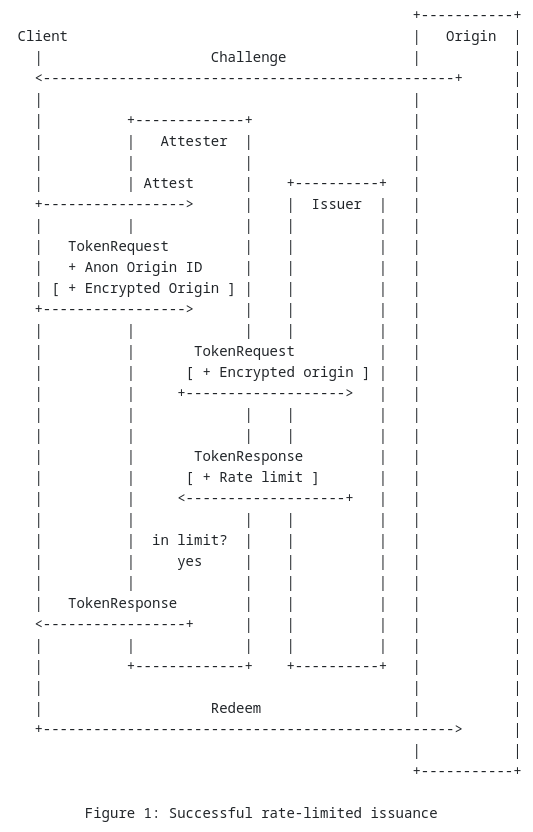 Client
Origin
Challenge
Attester
Attest
Issuer
TokenRequest
+ Anon Origin ID
[ + Encrypted Origin ]
TokenRequest
[ + Encrypted origin ]
TokenResponse
[ + Rate limit ]
in limit?
yes
TokenResponse
Redeem
Figure 1: Successful rate-limited issuance